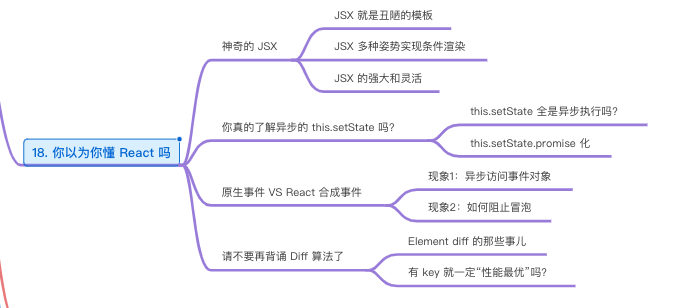 18. 你以为你懂 React 吗
神奇的 JSX
JSX 就是丑陋的模板
JSX 多种姿势实现条件渲染
JSX 的强大和灵活
你真的了解异步的 this.setState 吗?
this.setState 全是异步执行吗?
this.setState.promise 化
原生事件 VS React 合成事件
现象1：异步访问事件对象
现象2：如何阻止冒泡
请不要再背诵 Diff 算法了
Element diff 的那些事儿
有 key 就一定“性能最优”吗?